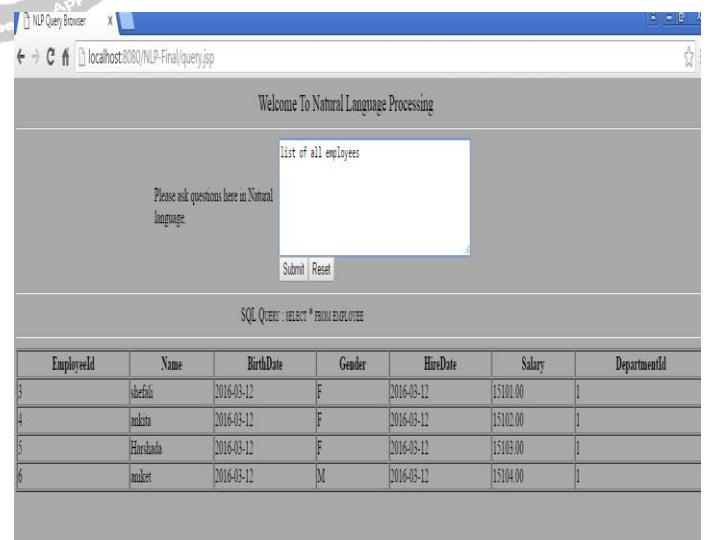 NLP Query Browser
localhost:8080/NLP-Final/query.jsp
Welcome To Natural Language Processing
list of all employees
Please ask questions here in Natural
language.
Submit Reset
SQL QUERY : SELECT * FROM EMPLOYEE
EmployeeId Name BirthDate Gender HireDate Salary DepartmentId
3 shefali 2016-03-12 F 2016-03-12 15101.00 1
4 ankita 2016-03-12 F 2016-03-12 15102.00 1
5 Harshada 2016-03-12 F 2016-03-12 15103.00 1
6 aniket 2016-03-12 M 2016-03-12 15104.00 1